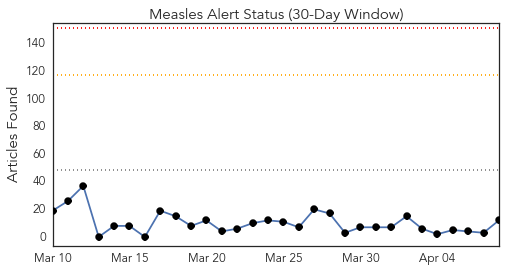 Measles Alert Status (30-Day Window)
Articles Found
140
120
100
80
60
40
20
0
Mar 10
Mar 15
Mar 20
Mar 25
Mar 30
Apr 04